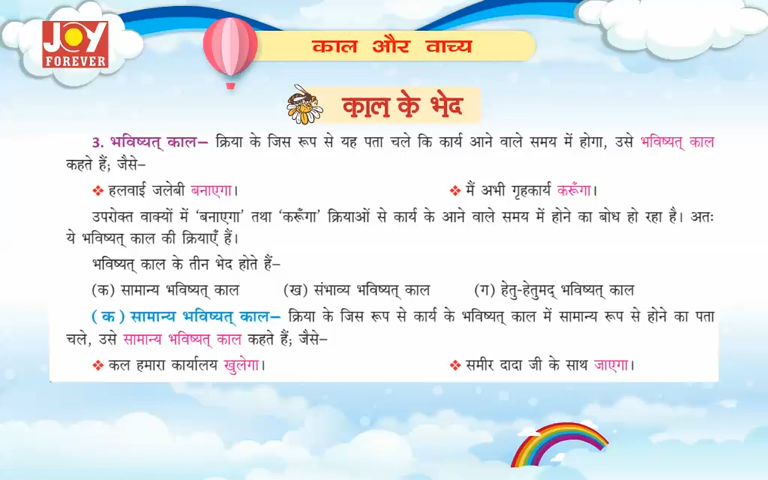 JOY
FOREVER
काल और वाच्य
काल के भेद
3. भविष्यत् काल– क्रिया के जिस रूप से यह पता चले कि कार्य आने वाले समय में होगा, उसे भविष्यत् काल
कहते हैं; जैसे–
❖ हलवाई जलेबी बनाएगा। ❖ मैं अभी गृहकार्य करूँगा।
उपरोक्त वाक्यों में ‘बनाएगा’ तथा ‘करूँगा’ क्रियाओं से कार्य के आने वाले समय में होने का बोध हो रहा है। अतः
ये भविष्यत् काल की क्रियाएँ हैं।
भविष्यत् काल के तीन भेद होते हैं–
(क) सामान्य भविष्यत् काल (ख) संभाव्य भविष्यत् काल (ग) हेतु-हेतुमद् भविष्यत् काल
(क) सामान्य भविष्यत् काल– क्रिया के जिस रूप से कार्य के भविष्यत् काल में सामान्य रूप से होने का पता
चले, उसे सामान्य भविष्यत् काल कहते हैं; जैसे–
❖ कल हमारा कार्यालय खुलेगा। ❖ समीर दादा जी के साथ जाएगा।